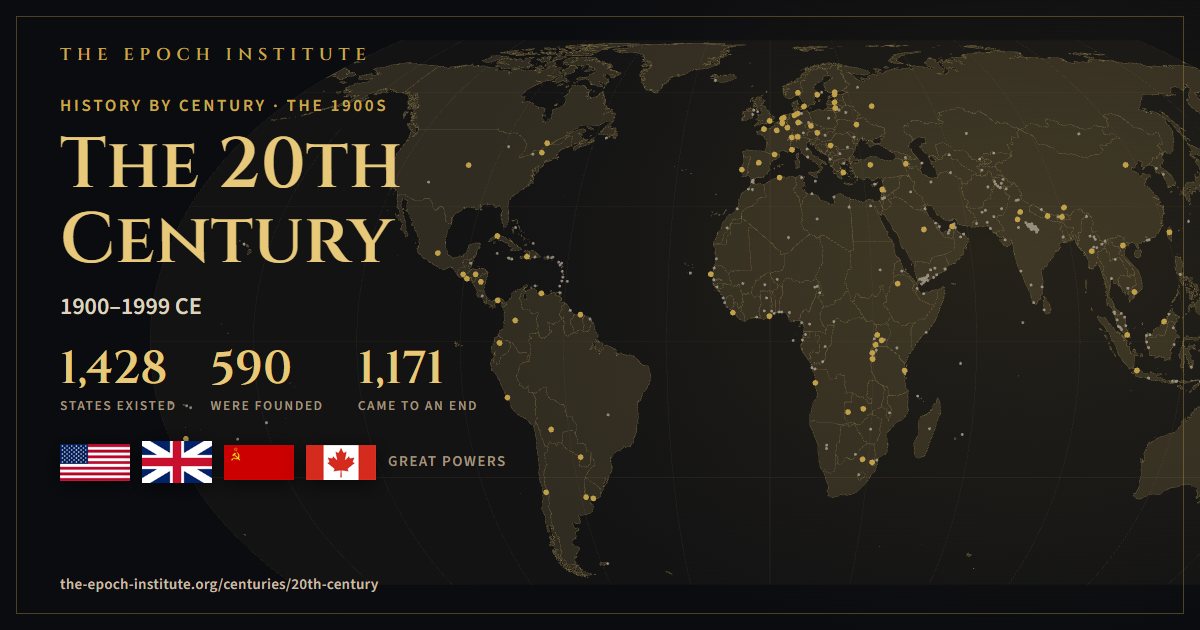 THE EPOCH INSTITUTE
HISTORY BY CENTURY · THE 1900S
THE 20TH
CENTURY
1900–1999 CE
1,428 590 1,171
STATES EXISTED WERE FOUNDED CAME TO AN END
GREAT POWERS
the-epoch-institute.org/centuries/20th-century